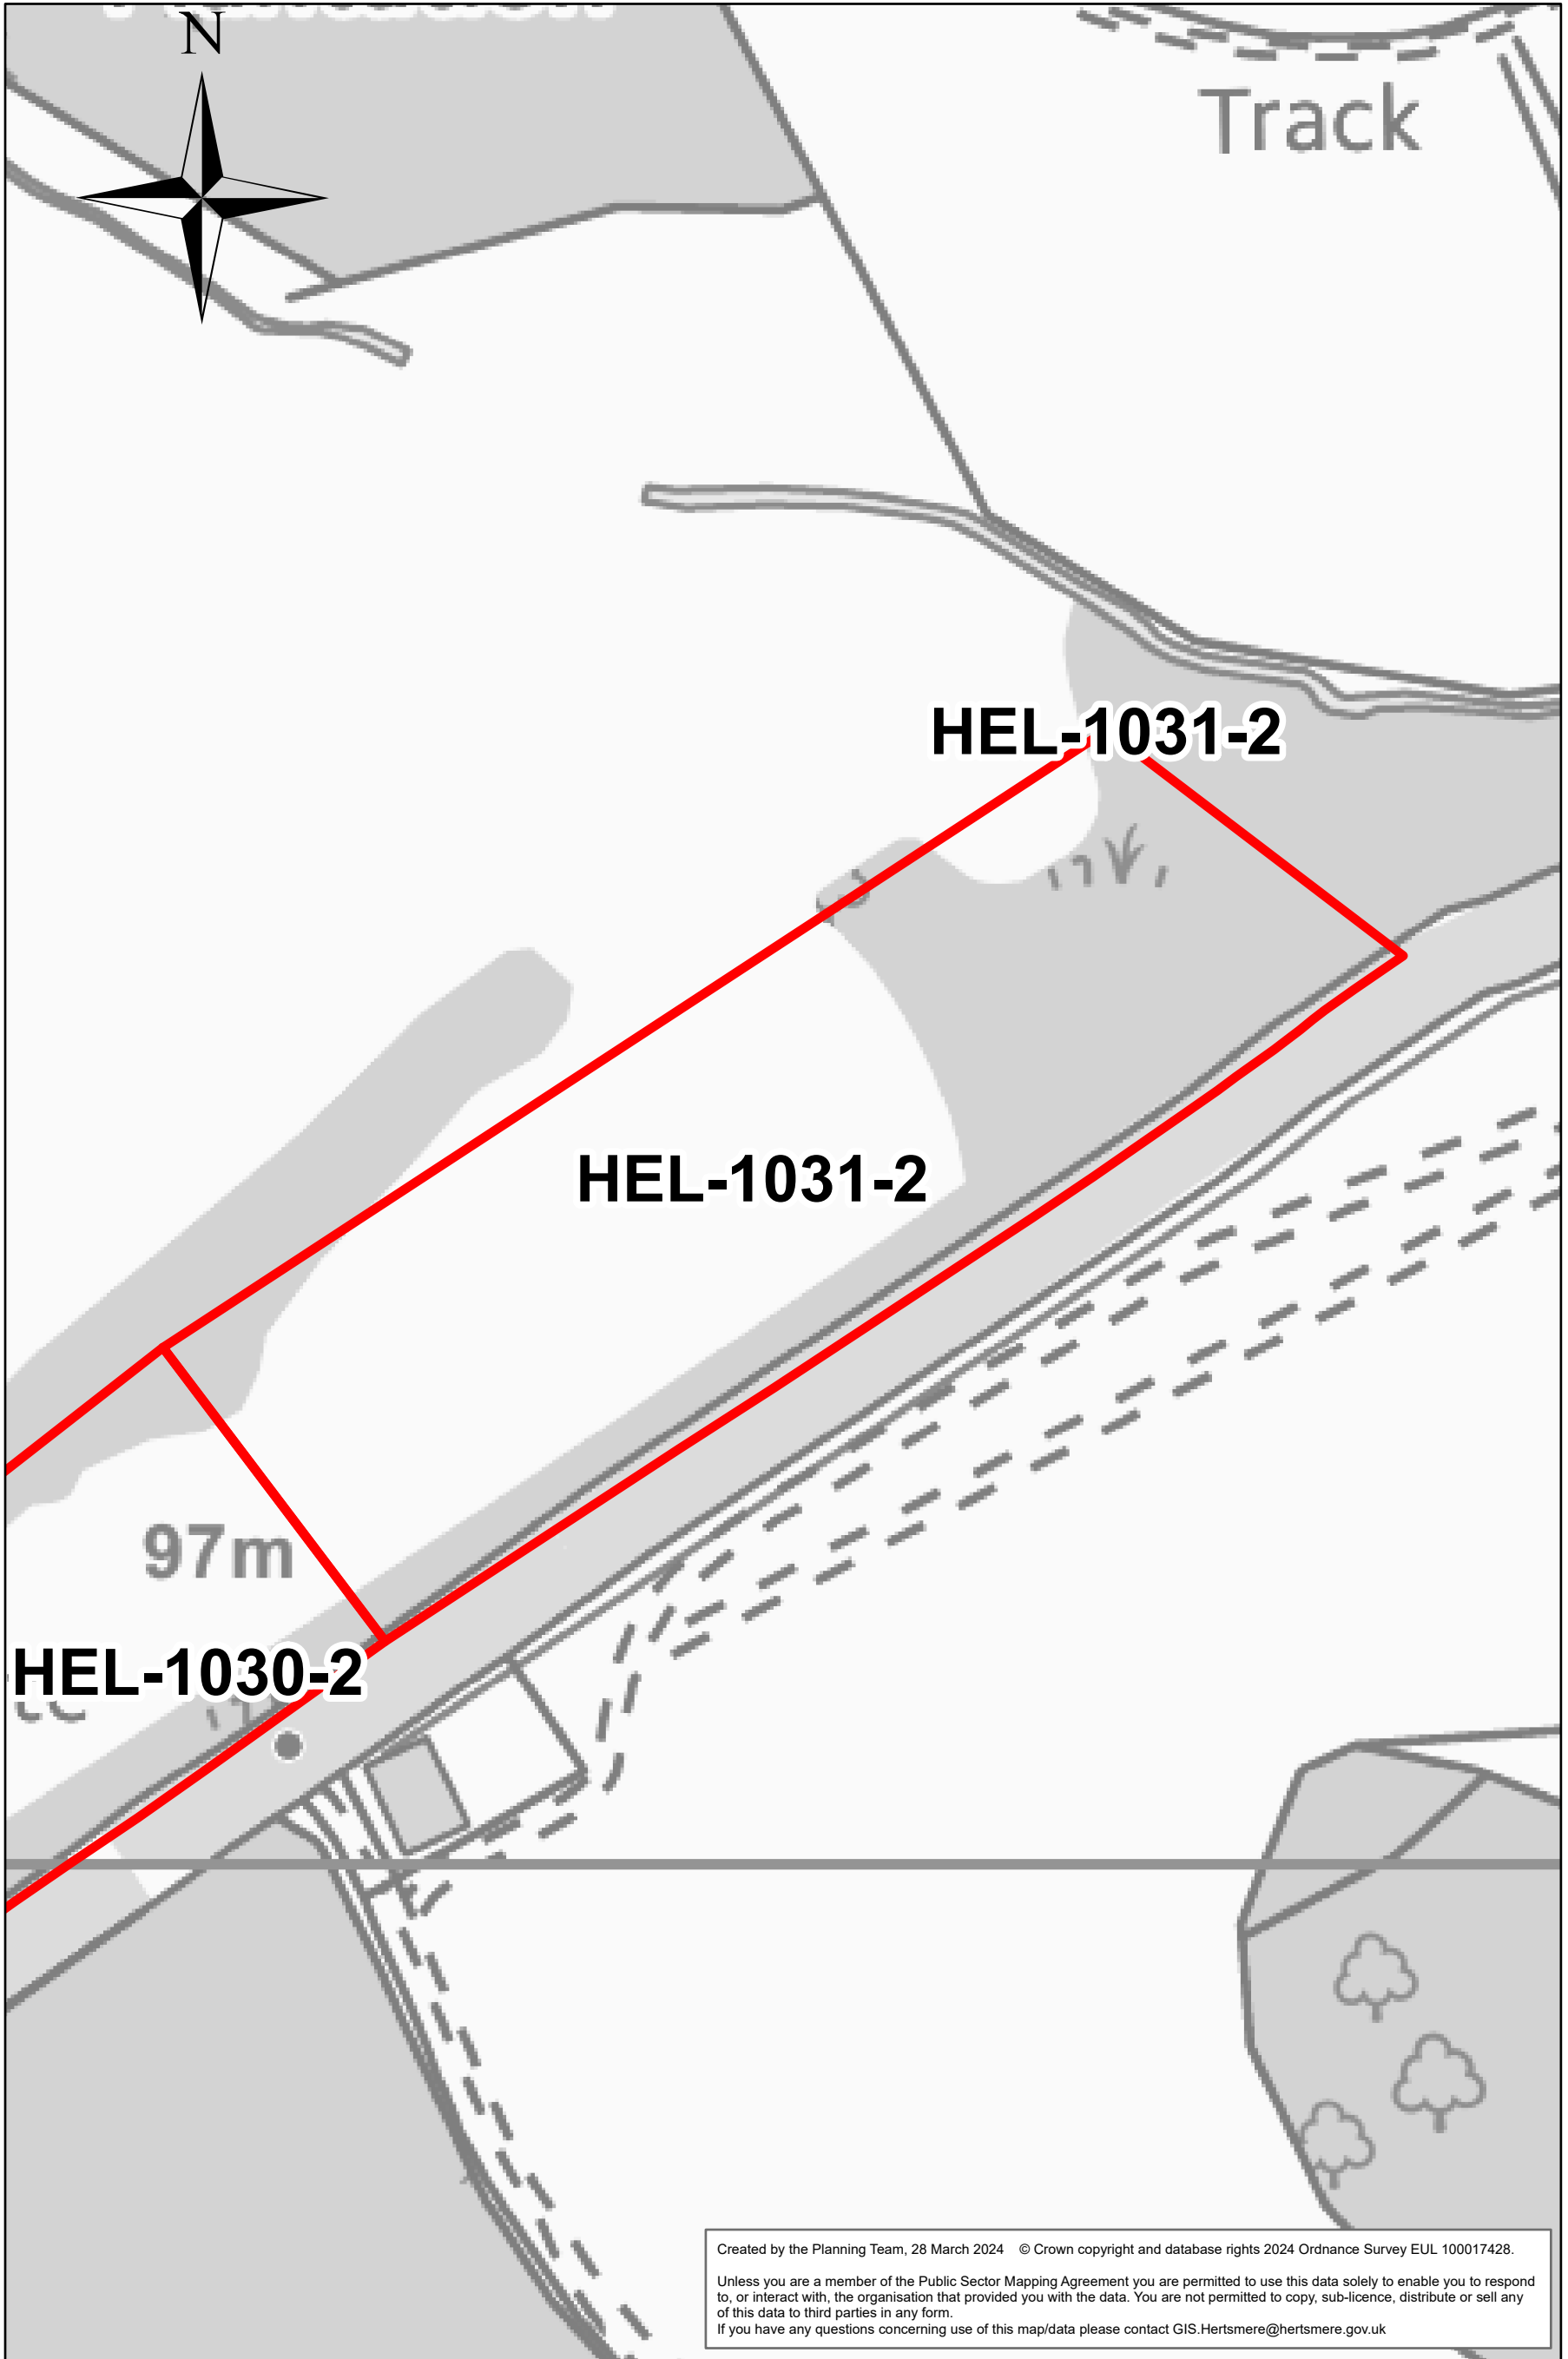 N
Track
HEL-1031-2
HEL-1031-2
97m
HEL-1030-2
Created by the Planning Team, 28 March 2024 © Crown copyright and database rights 2024 Ordnance Survey EUL 100017428.
Unless you are a member of the Public Sector Mapping Agreement you are permitted to use this data solely to enable you to respond
to, or interact with, the organisation that provided you with the data. You are not permitted to copy, sub-licence, distribute or sell any
of this data to third parties in any form.
If you have any questions concerning use of this map/data please contact GIS.Hertsmere@hertsmere.gov.uk